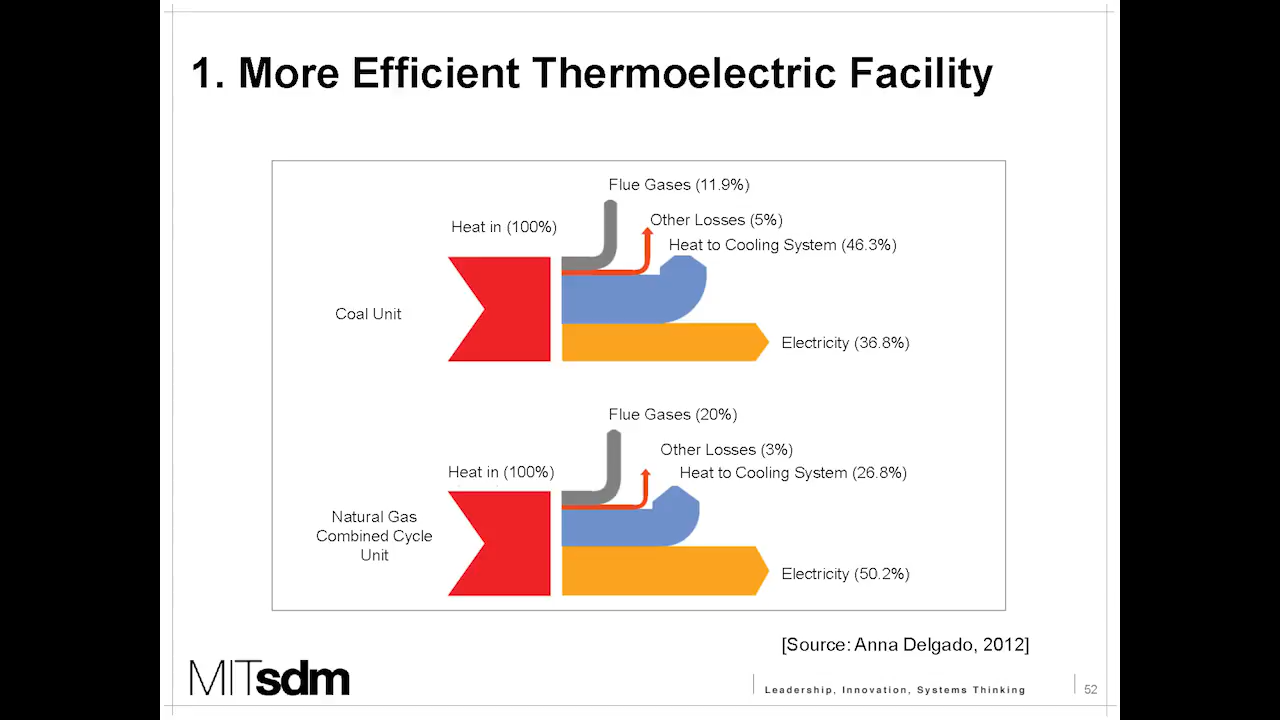 1. More Efficient Thermoelectric Facility
Flue Gases (11.9%)
Other Losses (5%)
Heat in (100%)
Heat to Cooling System (46.3%)
Coal Unit
Electricity (36.8%)
Flue Gases (20%)
Other Losses (3%)
Heat in (100%)
Heat to Cooling System (26.8%)
Natural Gas
Combined Cycle
Unit
Electricity (50.2%)
[Source: Anna Delgado, 2012]
MITsdm
Leadership, Innovation, Systems Thinking
52